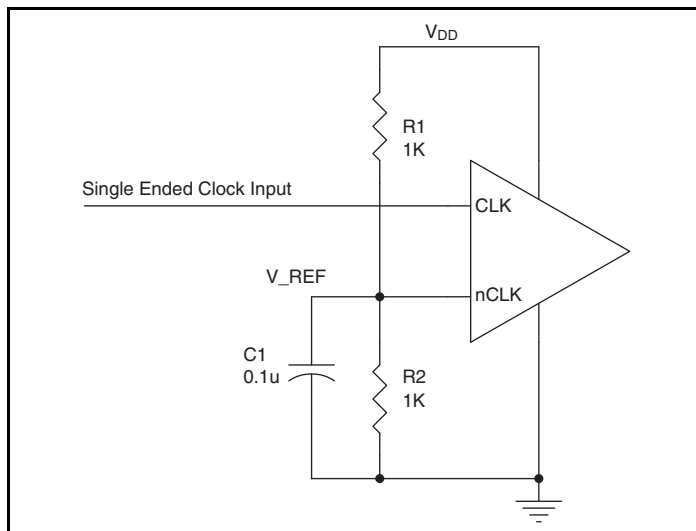 VDD
R1
1K
Single Ended Clock Input
CLK
V_REF
nCLK
C1
0.1u
R2
1K